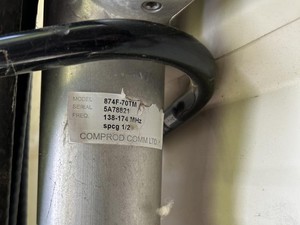 MODEL 874F-70TM
SERIAL 5A78821
FREQ. 138-174 MHz
spcg 1/2
COMPROD COMM LTD.